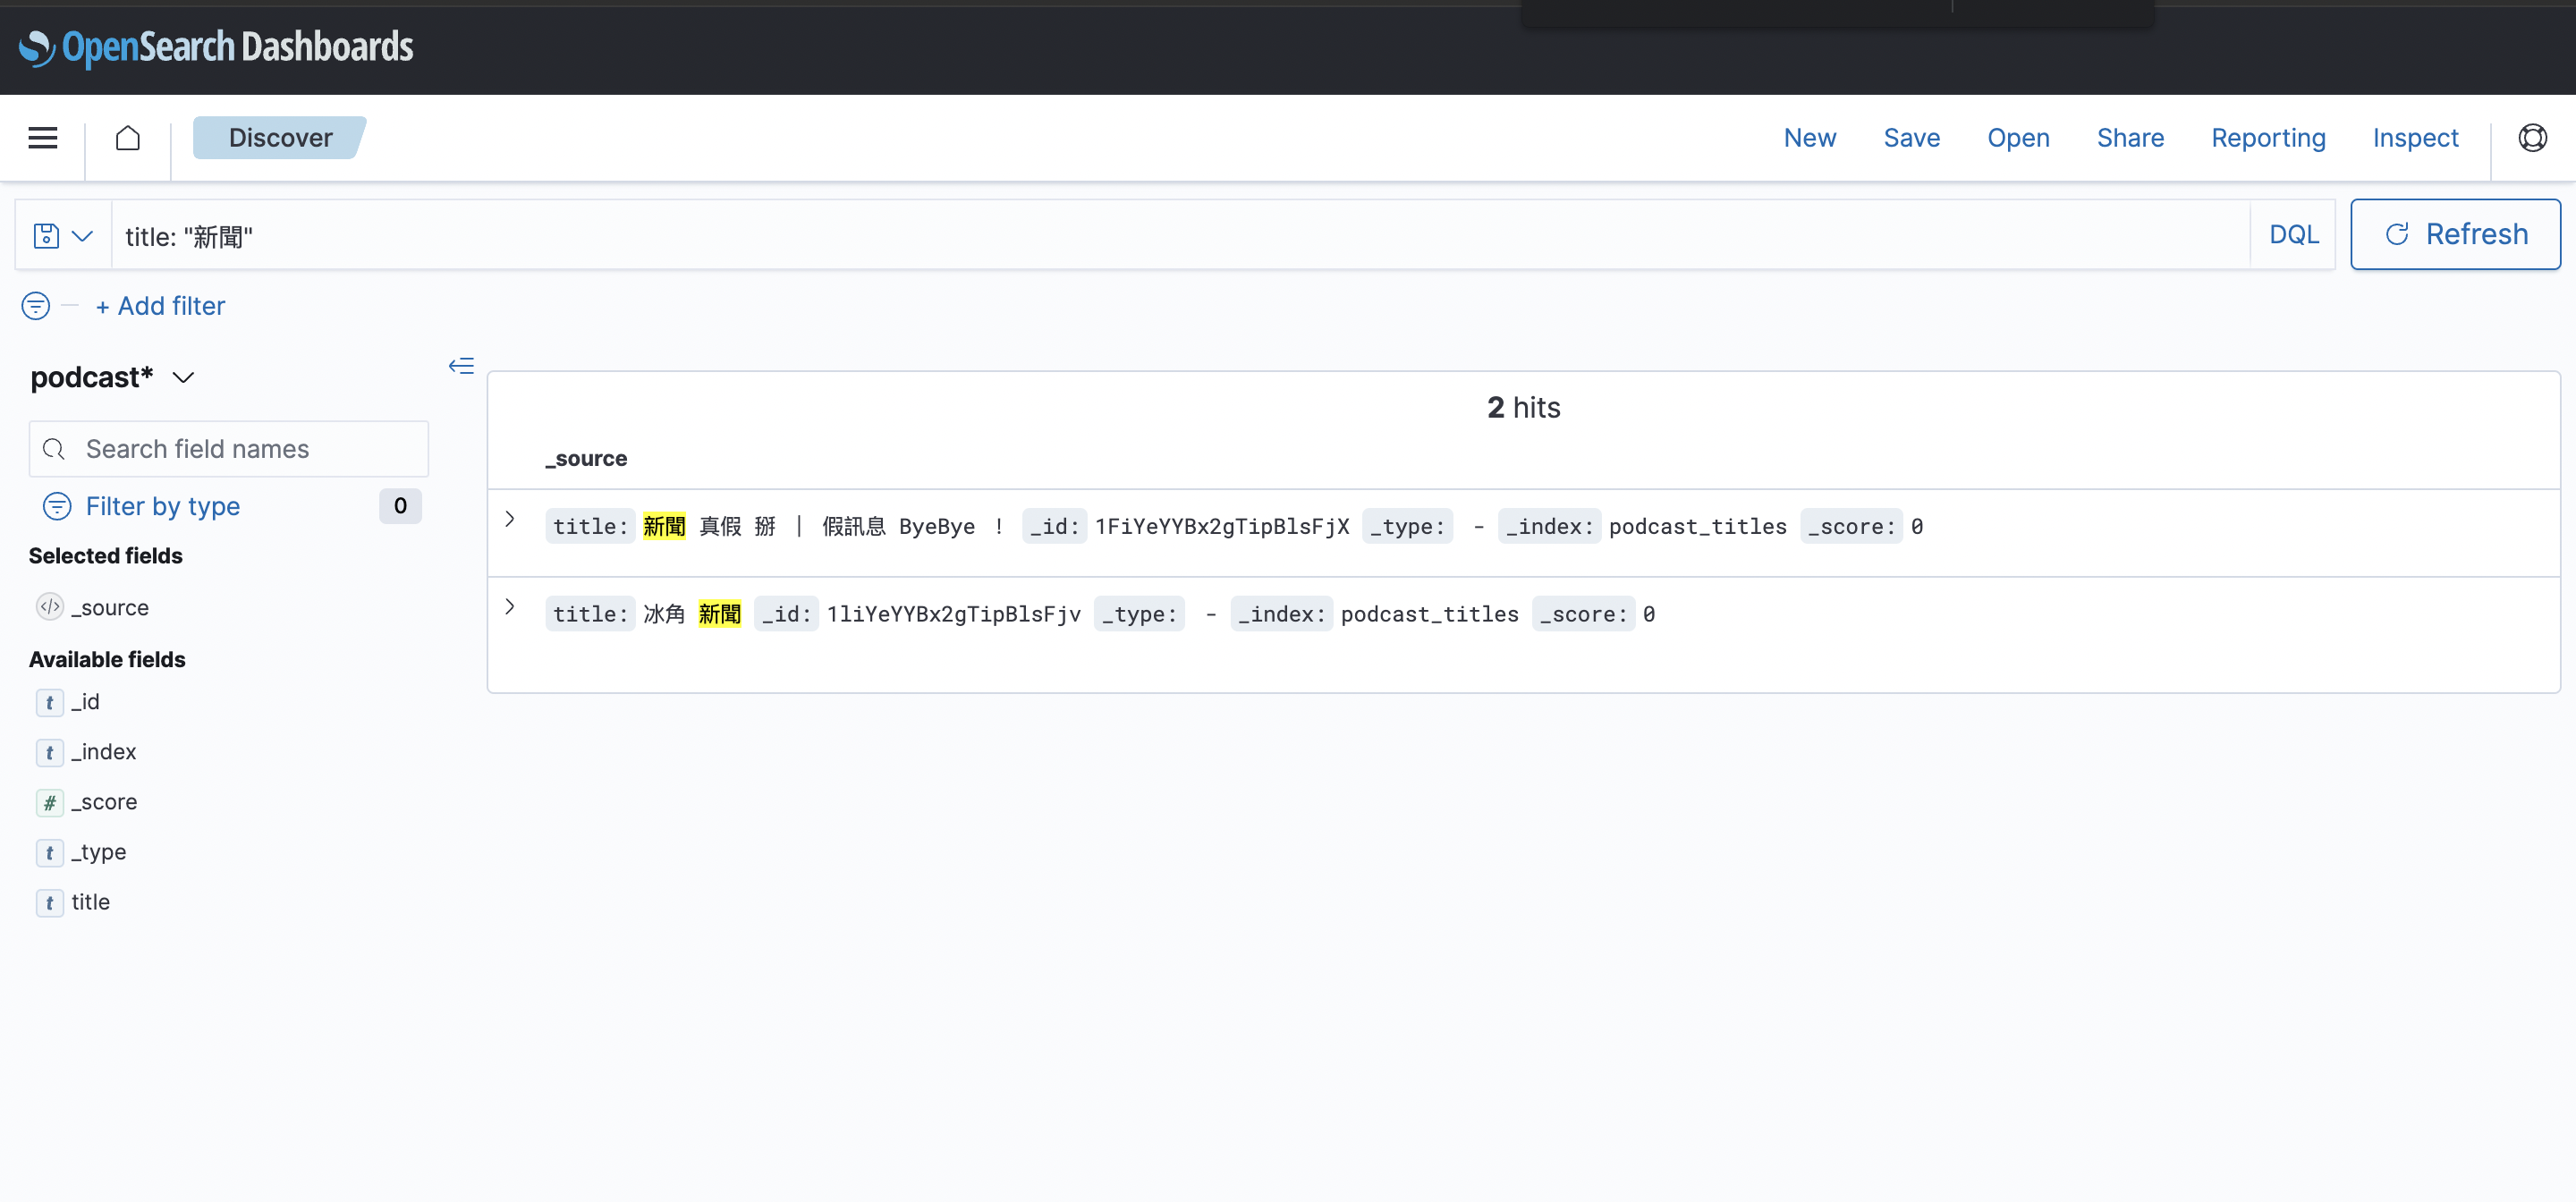 OpenSearch Dashboards
Discover
New Save Open Share Reporting Inspect
title: "新聞"
DQL
Refresh
+ Add filter
podcast*
2 hits
Search field names
_source
Filter by type 0
title: 新聞 真假 掰 | 假訊息 ByeBye ! _id: 1FiYeYYBx2gTipBlsFjX _type: - _index: podcast_titles _score: 0
Selected fields
_source
title: 冰角 新聞 _id: 1liYeYYBx2gTipBlsFjv _type: - _index: podcast_titles _score: 0
Available fields
t _id
t _index
# _score
t _type
t title